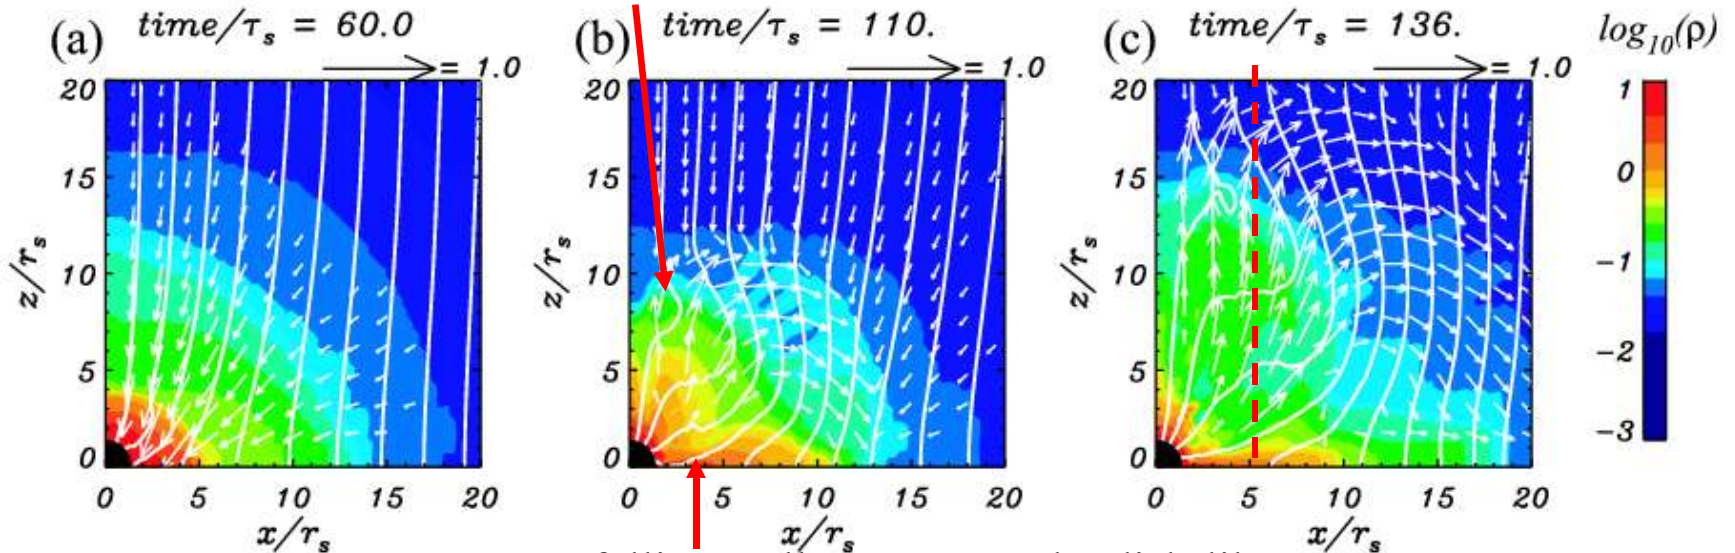 (a) time/τs = 60.0
= 1.0
20
15
10
5
0
z/rs
0 5 10 15 20
x/rs
(b) time/τs = 110.
= 1.0
20
15
10
5
0
z/rs
0 5 10 15 20
x/rs
(c) time/τs = 136.
= 1.0
20
15
10
5
0
z/rs
0 5 10 15 20
x/rs
log10(ρ)
1
0
−1
−2
−3